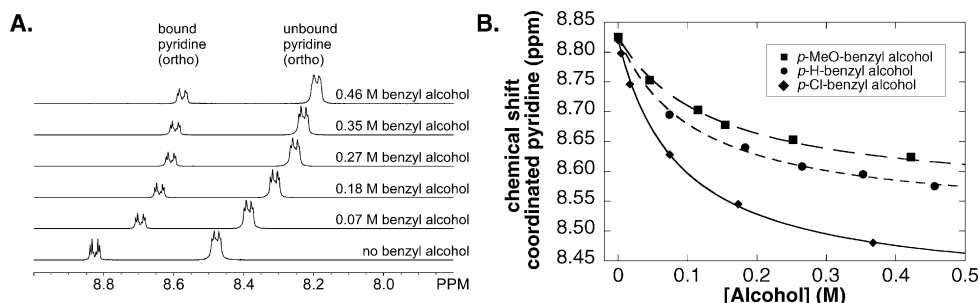 A.
bound
pyridine
(ortho)
unbound
pyridine
(ortho)
0.46 M benzyl alcohol
0.35 M benzyl alcohol
0.27 M benzyl alcohol
0.18 M benzyl alcohol
0.07 M benzyl alcohol
no benzyl alcohol
8.8 8.6 8.4 8.2 8.0 PPM
B.
chemical shift
coordinated pyridine (ppm)
8.85
8.80
8.75
8.70
8.65
8.60
8.55
8.50
8.45
p-MeO-benzyl alcohol
p-H-benzyl alcohol
p-Cl-benzyl alcohol
0 0.1 0.2 0.3 0.4 0.5
[Alcohol] (M)